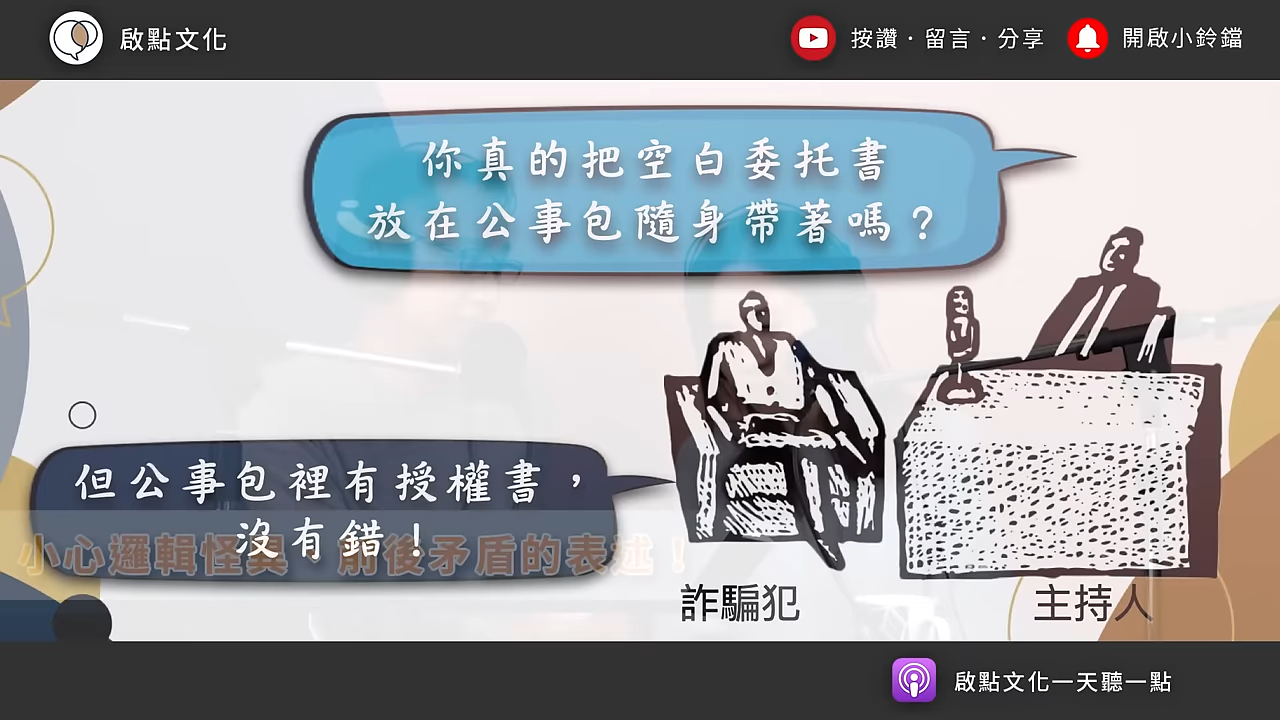 啟點文化
按讚・留言・分享
開啟小鈴鐺
你真的把空白委托書
放在公事包隨身帶著嗎？
但公事包裡有授權書，
沒有錯！
小心邏輯怪異　前後矛盾的表述！
詐騙犯
主持人
啟點文化一天聽一點